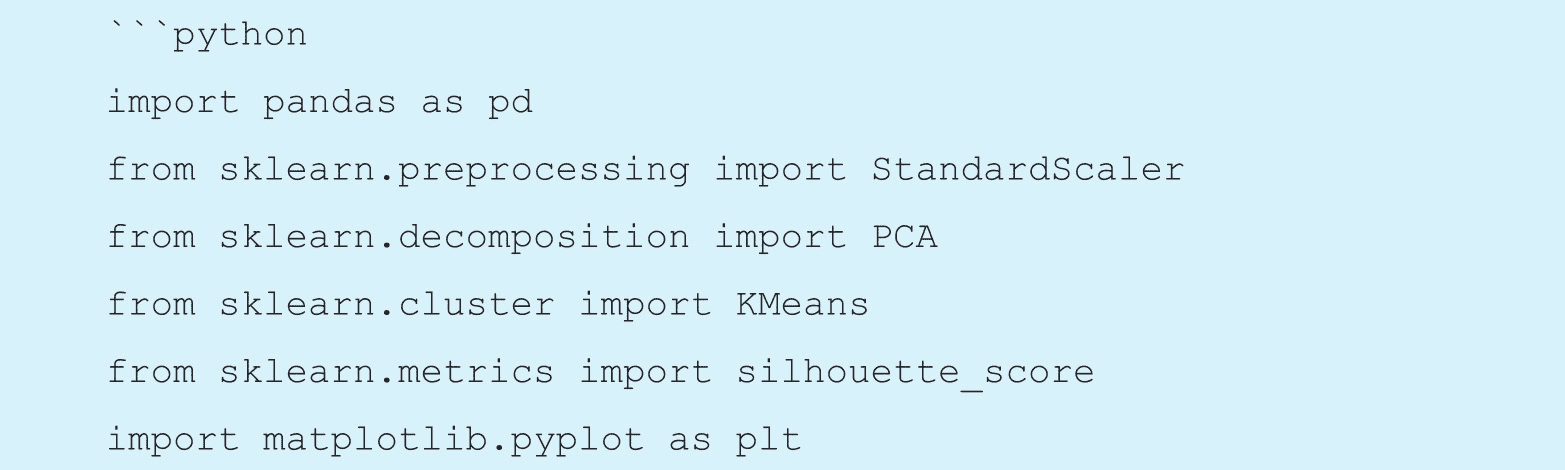 ```python
import pandas as pd
from sklearn.preprocessing import StandardScaler
from sklearn.decomposition import PCA
from sklearn.cluster import KMeans
from sklearn.metrics import silhouette_score
import matplotlib.pyplot as plt